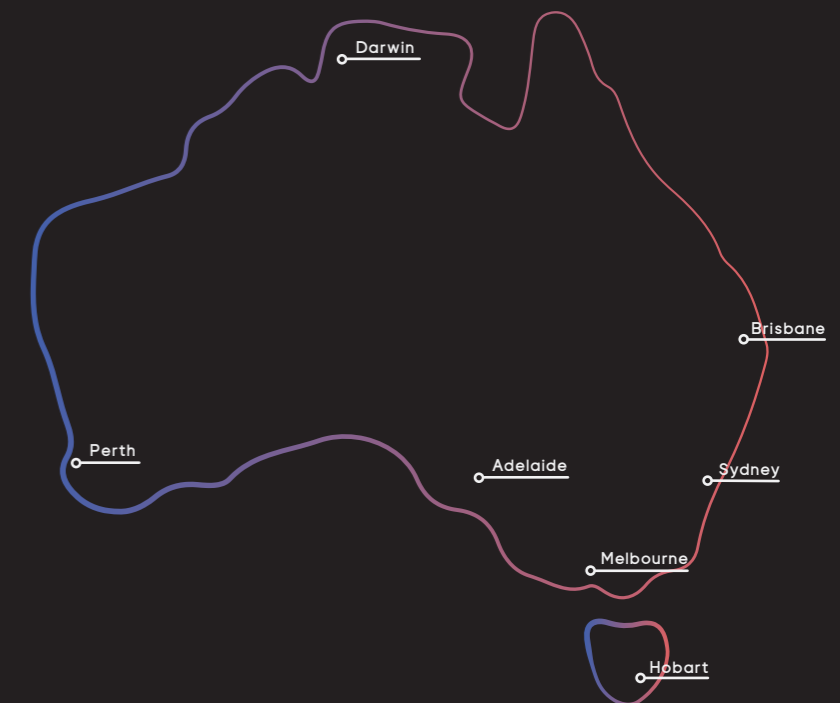 Darwin
Brisbane
Perth
Adelaide
Sydney
Melbourne
Hobart